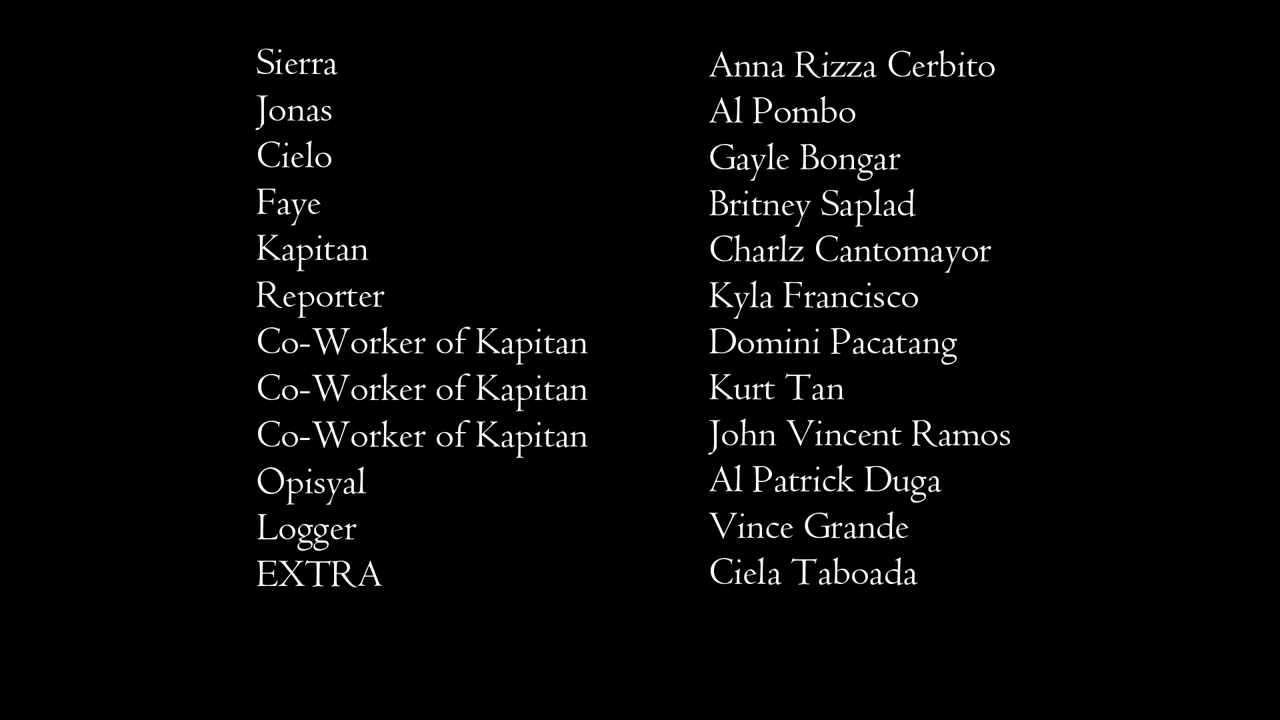 Sierra Anna Rizza Cerbito
Jonas Al Pombo
Cielo Gayle Bongar
Faye Britney Saplad
Kapitan Charlz Cantomayor
Reporter Kyla Francisco
Co-Worker of Kapitan Domini Pacatang
Co-Worker of Kapitan Kurt Tan
Co-Worker of Kapitan John Vincent Ramos
Opisyal Al Patrick Duga
Logger Vince Grande
EXTRA Ciela Taboada